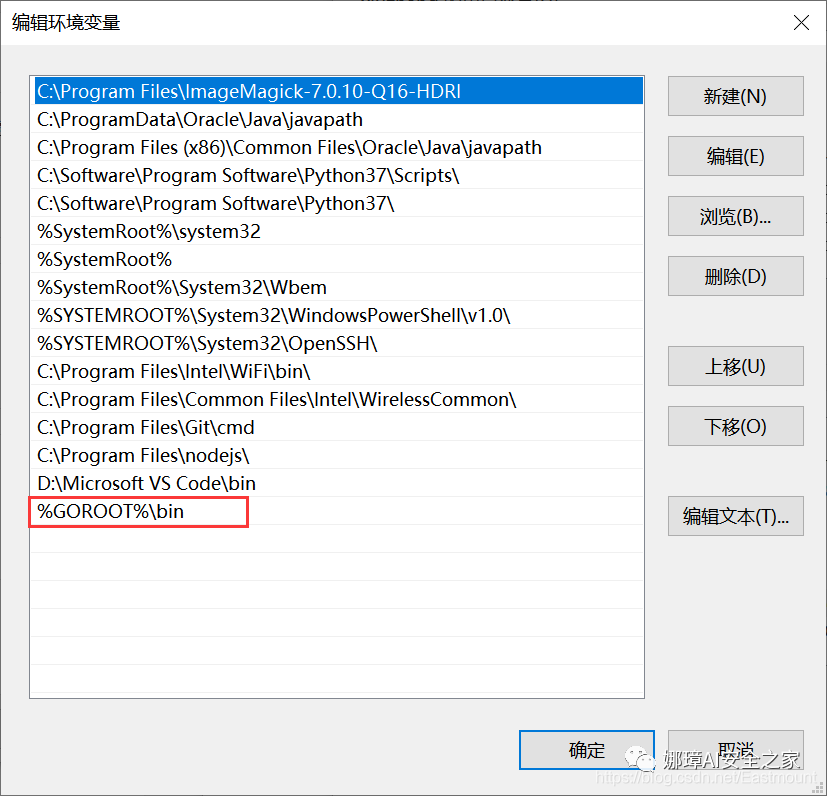 编辑环境变量
C:\Program Files\ImageMagick-7.0.10-Q16-HDRI
C:\ProgramData\Oracle\Java\javapath
C:\Program Files (x86)\Common Files\Oracle\Java\javapath
C:\Software\Program Software\Python37\Scripts\
C:\Software\Program Software\Python37\
%SystemRoot%\system32
%SystemRoot%
%SystemRoot%\System32\Wbem
%SYSTEMROOT%\System32\WindowsPowerShell\v1.0\
%SYSTEMROOT%\System32\OpenSSH\
C:\Program Files\Intel\WiFi\bin\
C:\Program Files\Common Files\Intel\WirelessCommon\
C:\Program Files\Git\cmd
C:\Program Files\nodejs\
D:\Microsoft VS Code\bin
%GOROOT%\bin
新建(N)
编辑(E)
浏览(B)...
删除(D)
上移(U)
下移(O)
编辑文本(T)...
确定
取消
娜璋AI安全之家
https://blog.csdn.net/Eastmount